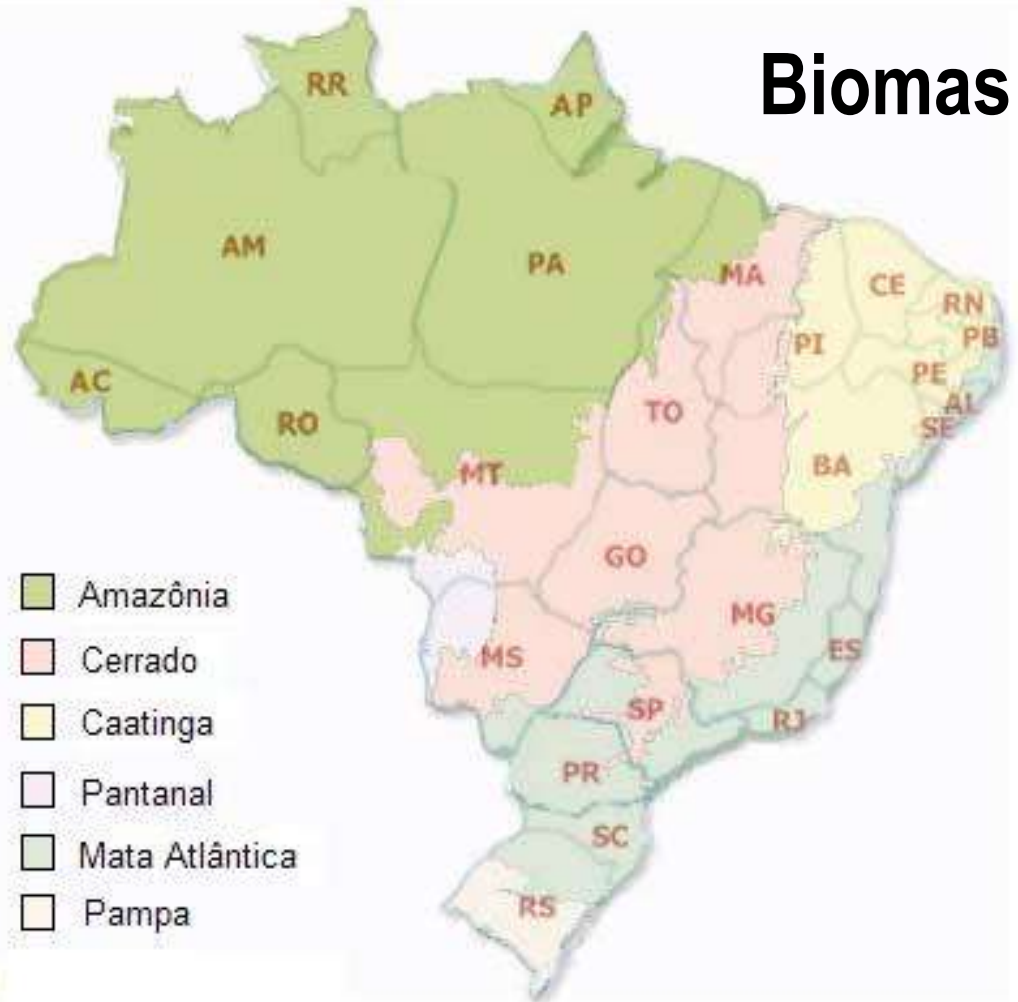 Biomas
RR
AP
AM
PA
MA
CE
RN
PB
PI
PE
AC
AL
TO
RO
SE
BA
MT
GO
Amazônia
MG
Cerrado
MS
ES
Caatinga
SP
RJ
PR
Pantanal
SC
Mata Atlântica
RS
Pampa